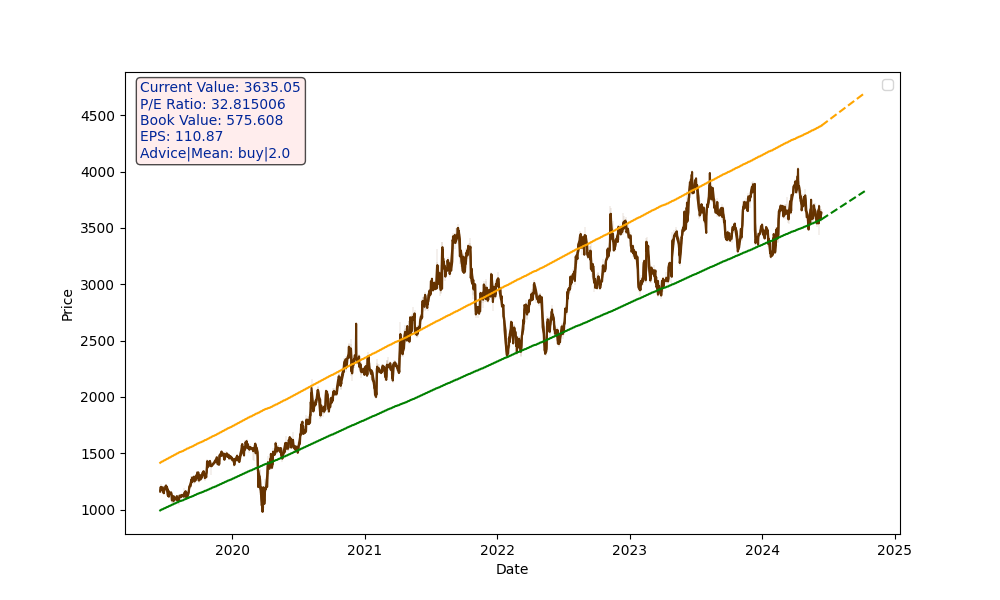 Current Value: 3635.05
P/E Ratio: 32.815006
Book Value: 575.608
EPS: 110.87
Advice|Mean: buy|2.0
4500
4000
3500
3000
2500
2000
1500
1000
Price
2020 2021 2022 2023 2024 2025
Date